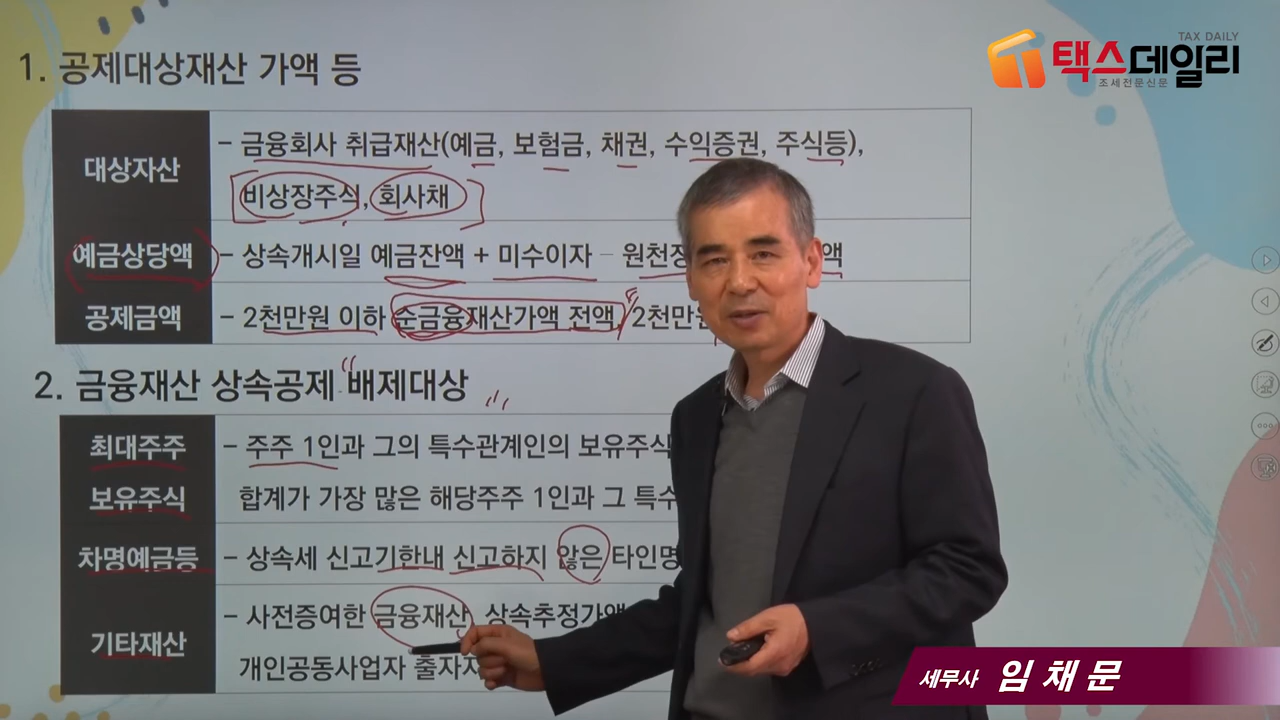 TAX DAILY
택스데일리
조세전문신문
1. 공제대상재산 가액 등
대상자산
- 금융회사 취급재산(예금, 보험금, 채권, 수익증권, 주식등),
비상장주식, 회사채
예금상당액
- 상속개시일 예금잔액 + 미수이자 - 액
공제금액
- 2천만원 이하 순금융재산가액 전액, 2천만원
2. 금융재산 상속공제 배제대상
최대주주
보유주식
- 주주 1인과 그의 특수관계인의 보유주식
합계가 가장 많은 해당주주 1인과 그
차명예금등
- 상속세 신고기한내 신고하지 않은
기타재산
- 사전증여한 금융재산, 상속추정가액
개인공동사업자
세무사 임채문